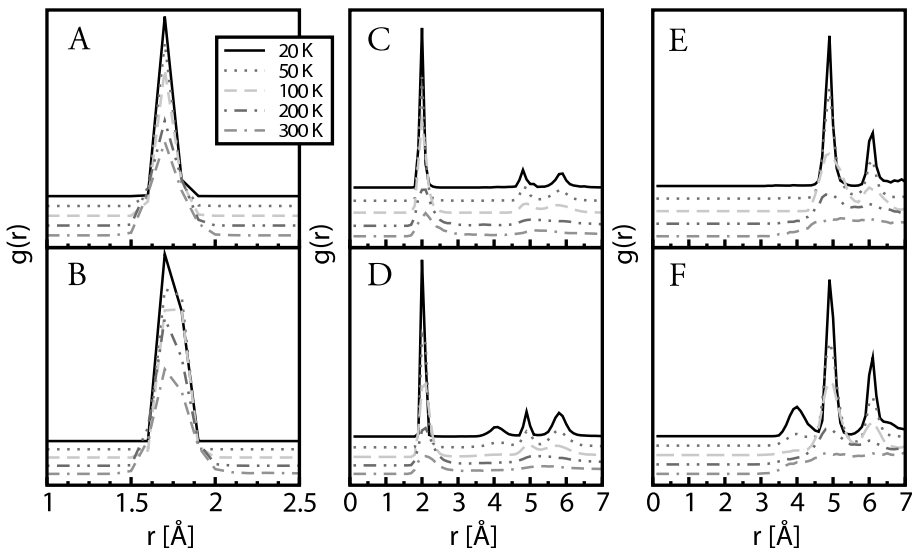 A
20 K
50 K
100 K
200 K
300 K
C
E
g(r)
g(r)
g(r)
B
D
F
1 1.5 2 2.5
0 1 2 3 4 5 6 7
0 1 2 3 4 5 6 7
r [Å]
r [Å]
r [Å]